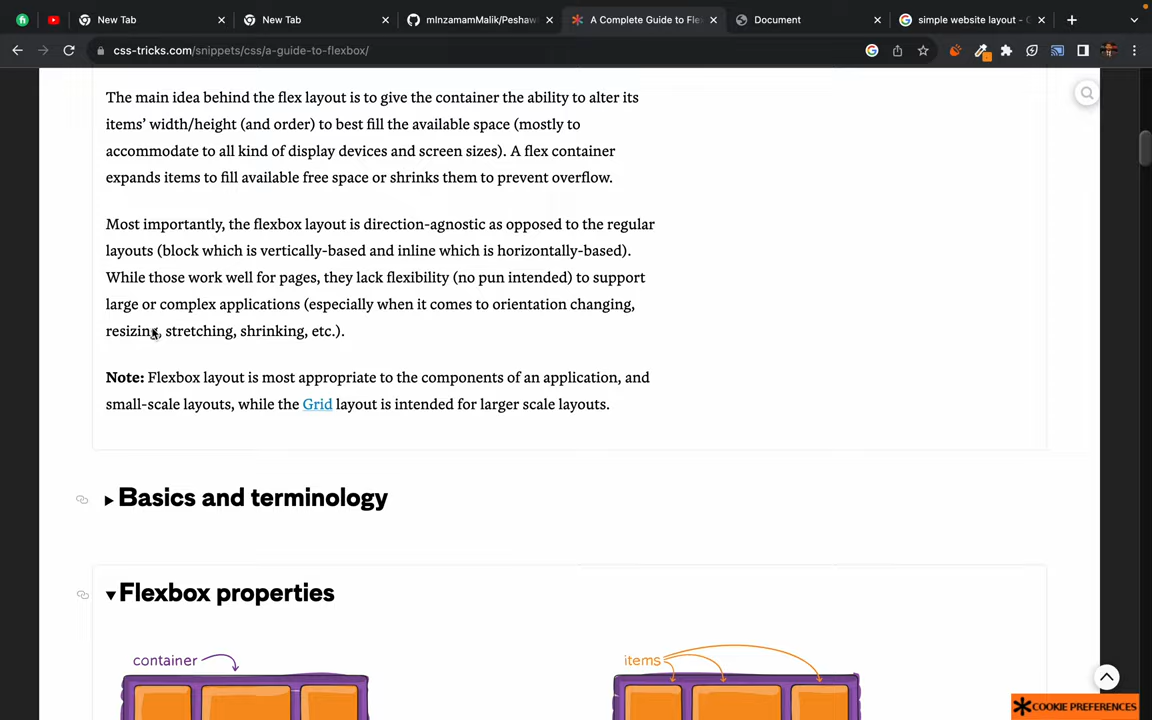 New Tab
New Tab
mInzamamMalik/Peshaw
A Complete Guide to Fle
Document
simple website layout - G
css-tricks.com/snippets/css/a-guide-to-flexbox/
The main idea behind the flex layout is to give the container the ability to alter its
items’ width/height (and order) to best fill the available space (mostly to
accommodate to all kind of display devices and screen sizes). A flex container
expands items to fill available free space or shrinks them to prevent overflow.
Most importantly, the flexbox layout is direction-agnostic as opposed to the regular
layouts (block which is vertically-based and inline which is horizontally-based).
While those work well for pages, they lack flexibility (no pun intended) to support
large or complex applications (especially when it comes to orientation changing,
resizing, stretching, shrinking, etc.).
Note: Flexbox layout is most appropriate to the components of an application, and
small-scale layouts, while the Grid layout is intended for larger scale layouts.
Basics and terminology
Flexbox properties
container
items
COOKIE PREFERENCES